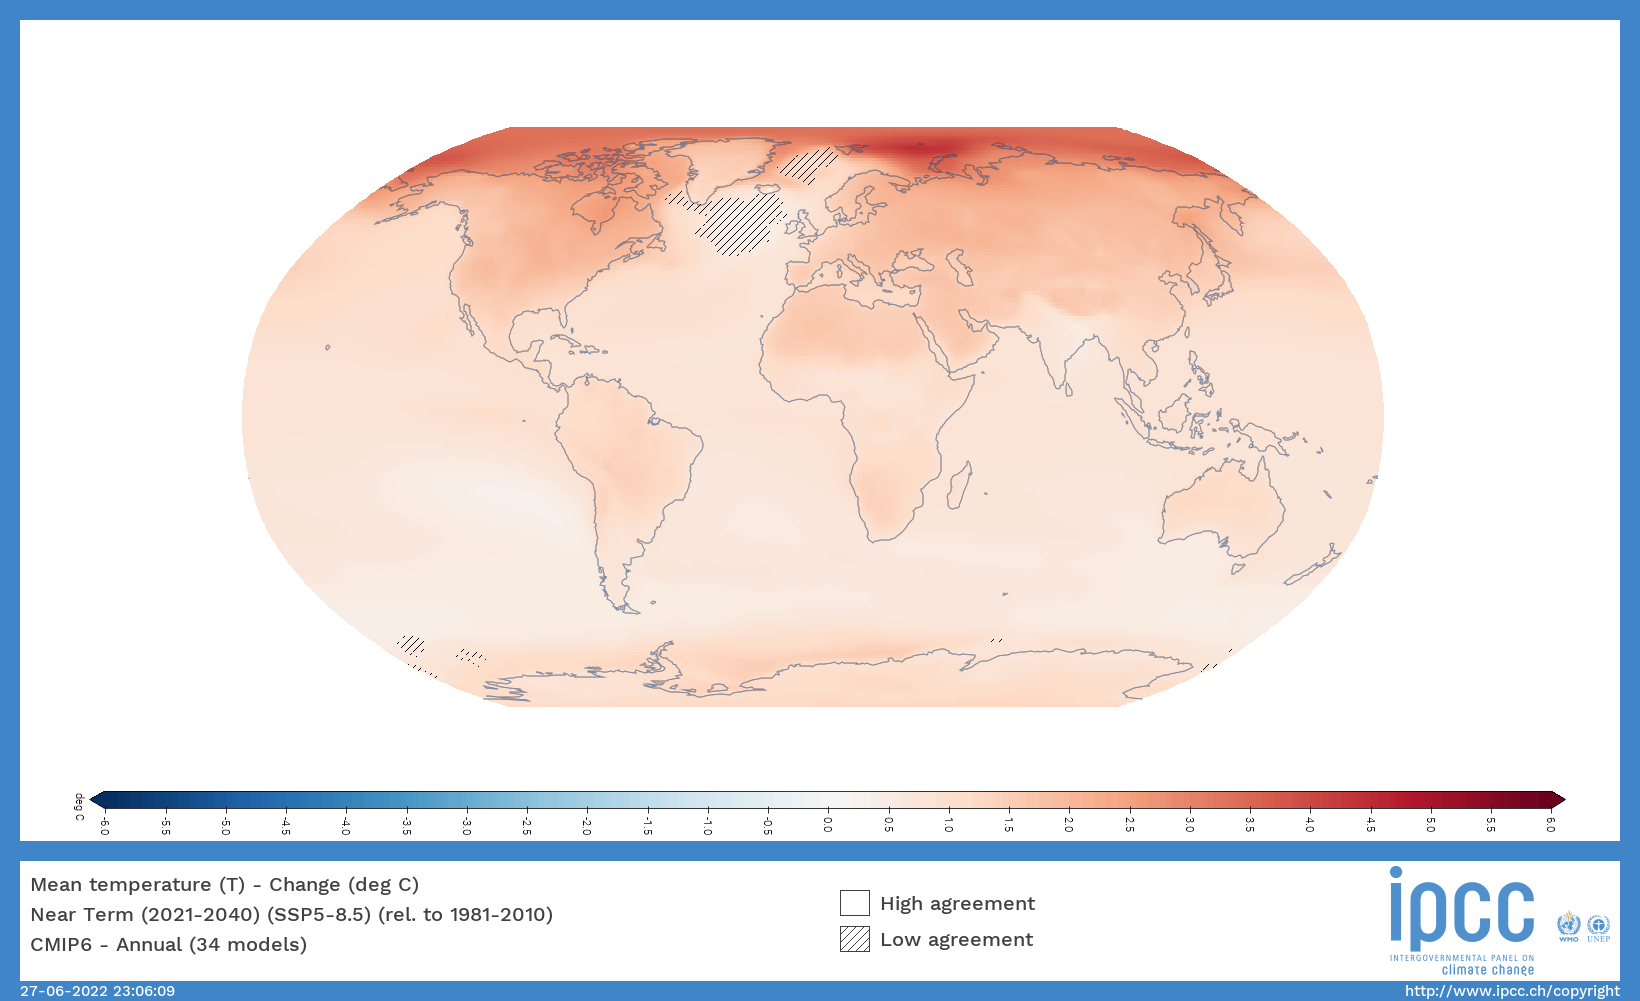 deg C
-6.0 -5.5 -5.0 -4.5 -4.0 -3.5 -3.0 -2.5 -2.0 -1.5 -1.0 -0.5 0.0 0.5 1.0 1.5 2.0 2.5 3.0 3.5 4.0 4.5 5.0 5.5 6.0
Mean temperature (T) - Change (deg C)
Near Term (2021-2040) (SSP5-8.5) (rel. to 1981-2010)
CMIP6 - Annual (34 models)
High agreement
Low agreement
ipcc
INTERGOVERNMENTAL PANEL ON
climate change
WMO
UNEP
27-06-2022 23:06:09
http://www.ipcc.ch/copyright